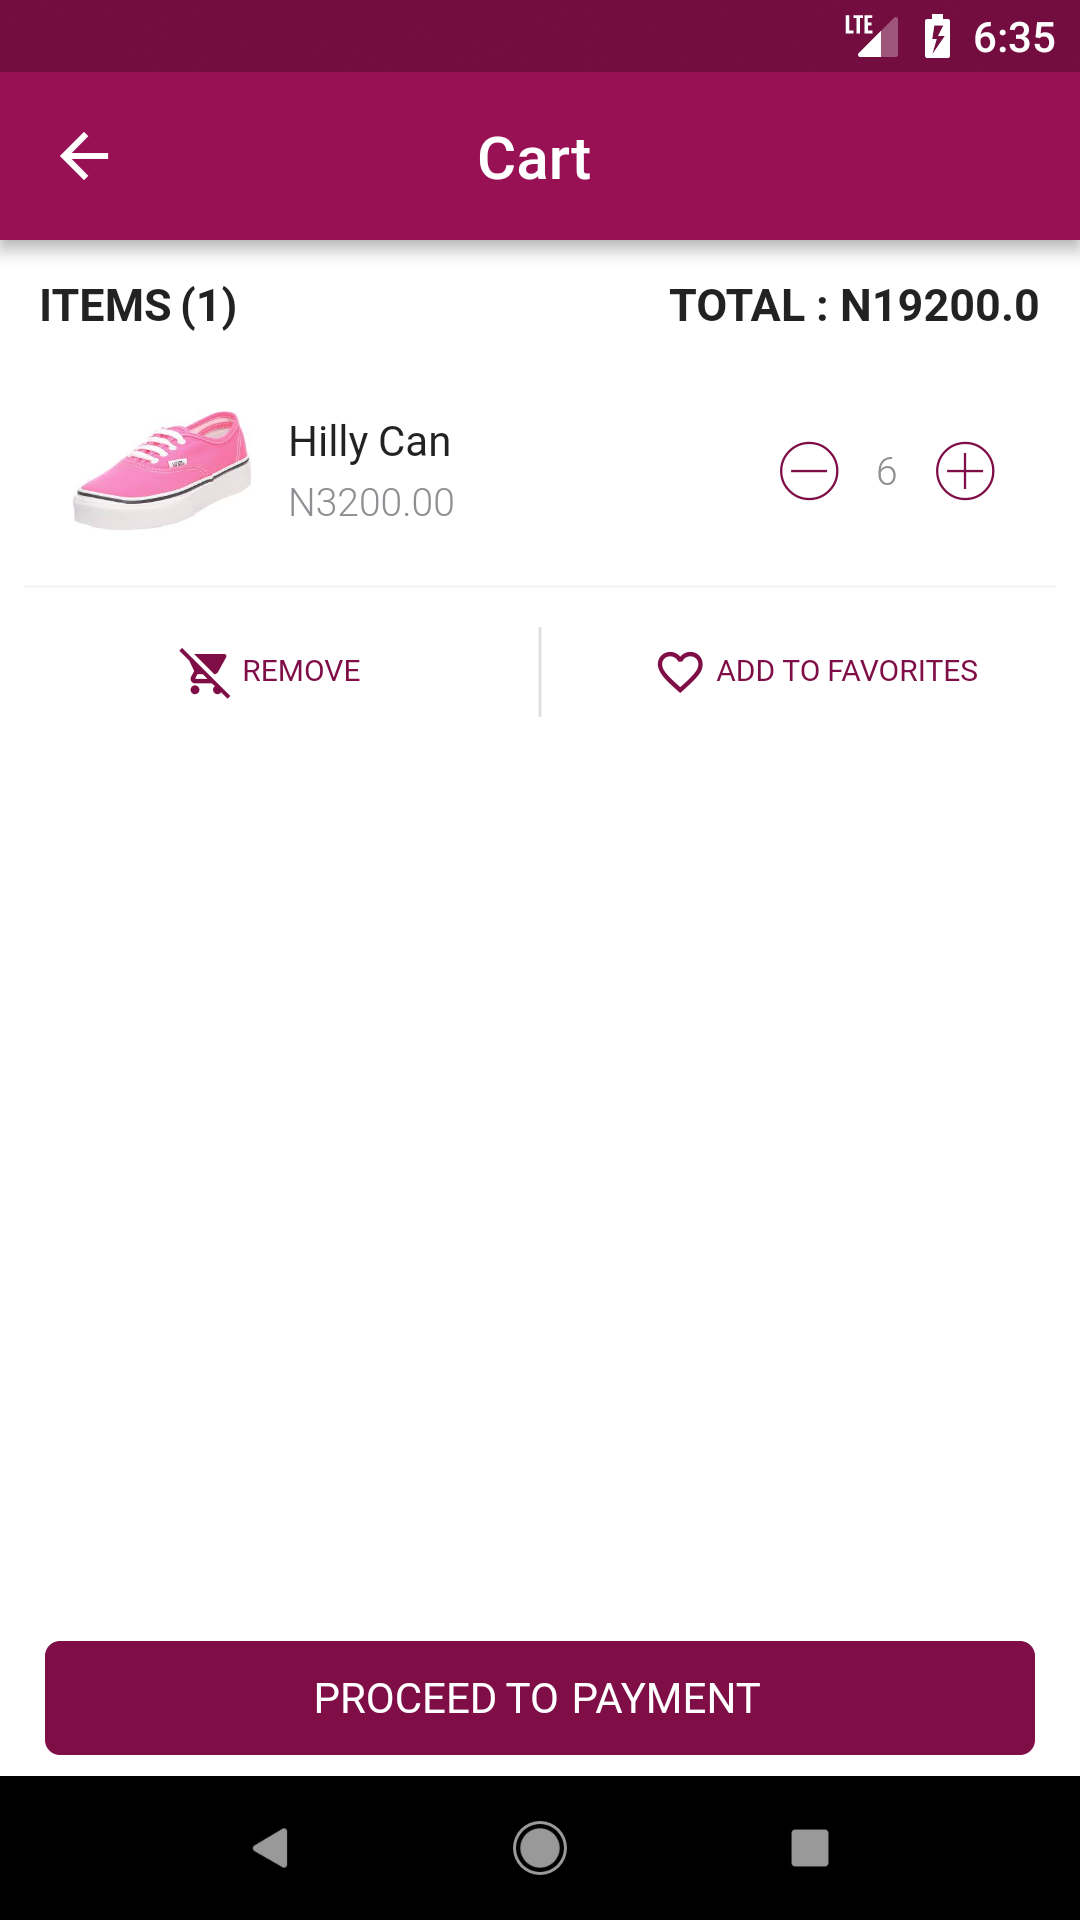 LTE 6:35
Cart
ITEMS (1) TOTAL : N19200.0
Hilly Can
N3200.00
6
REMOVE ADD TO FAVORITES
PROCEED TO PAYMENT